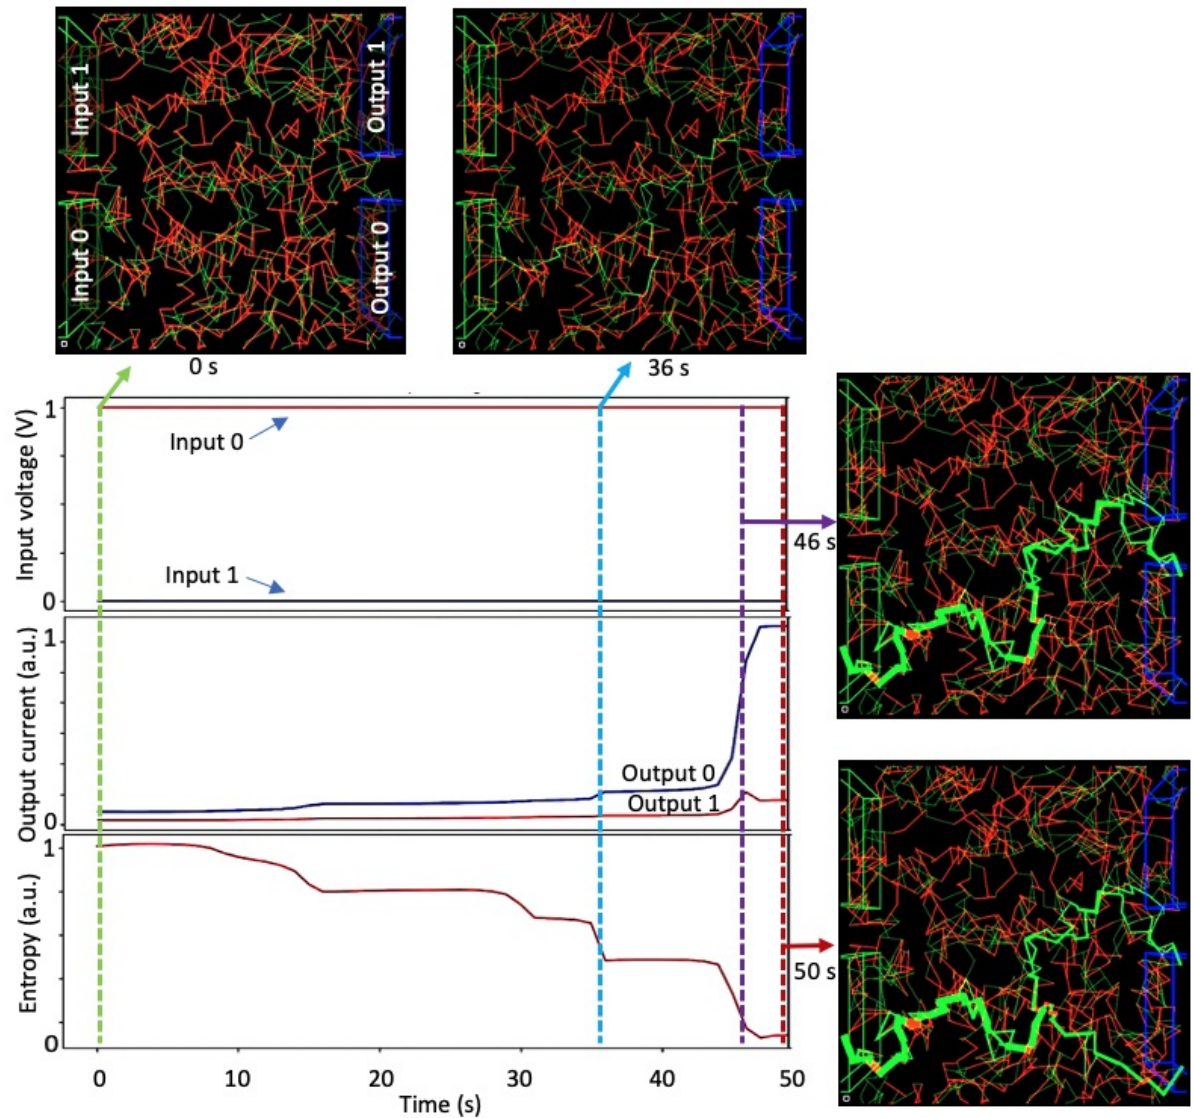 Input 1
Output 1
Input 0
Output 0
0 s
36 s
Input voltage (V)
1
0
Input 0
Input 1
46 s
Output current (a.u.)
1
0
Output 0
Output 1
Entropy (a.u.)
1
0
50 s
0 10 20 30 40 50
Time (s)